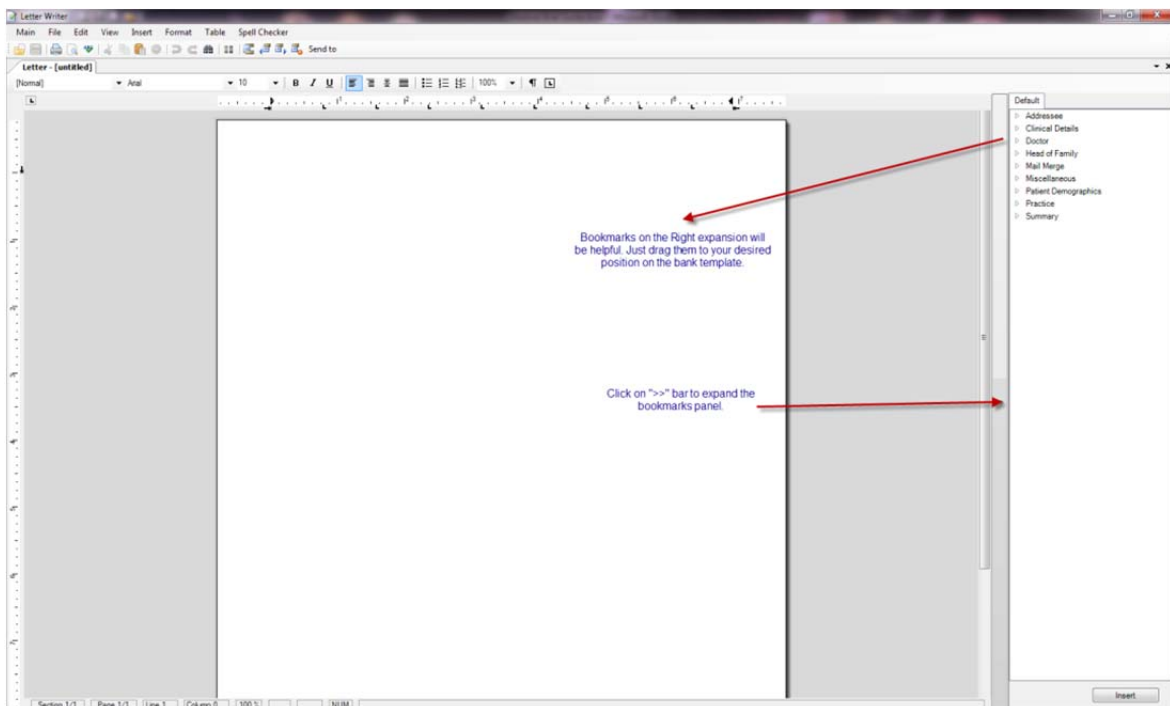 Letter Writer
Main File Edit View Insert Format Table Spell Checker
Send to
Letter - [untitled]
[Normal] Arial 10 B I U 100%
Default
Addressee
Clinical Details
Doctor
Head of Family
Mail Merge
Miscellaneous
Patient Demographics
Practice
Summary
Bookmarks on the Right expansion will
be helpful. Just drag them to your desired
position on the bank template.
Click on ">>" bar to expand the
bookmarks panel.
Insert
Section 1/1 Page 1/1 Line 1 Column 0 100 % NUM